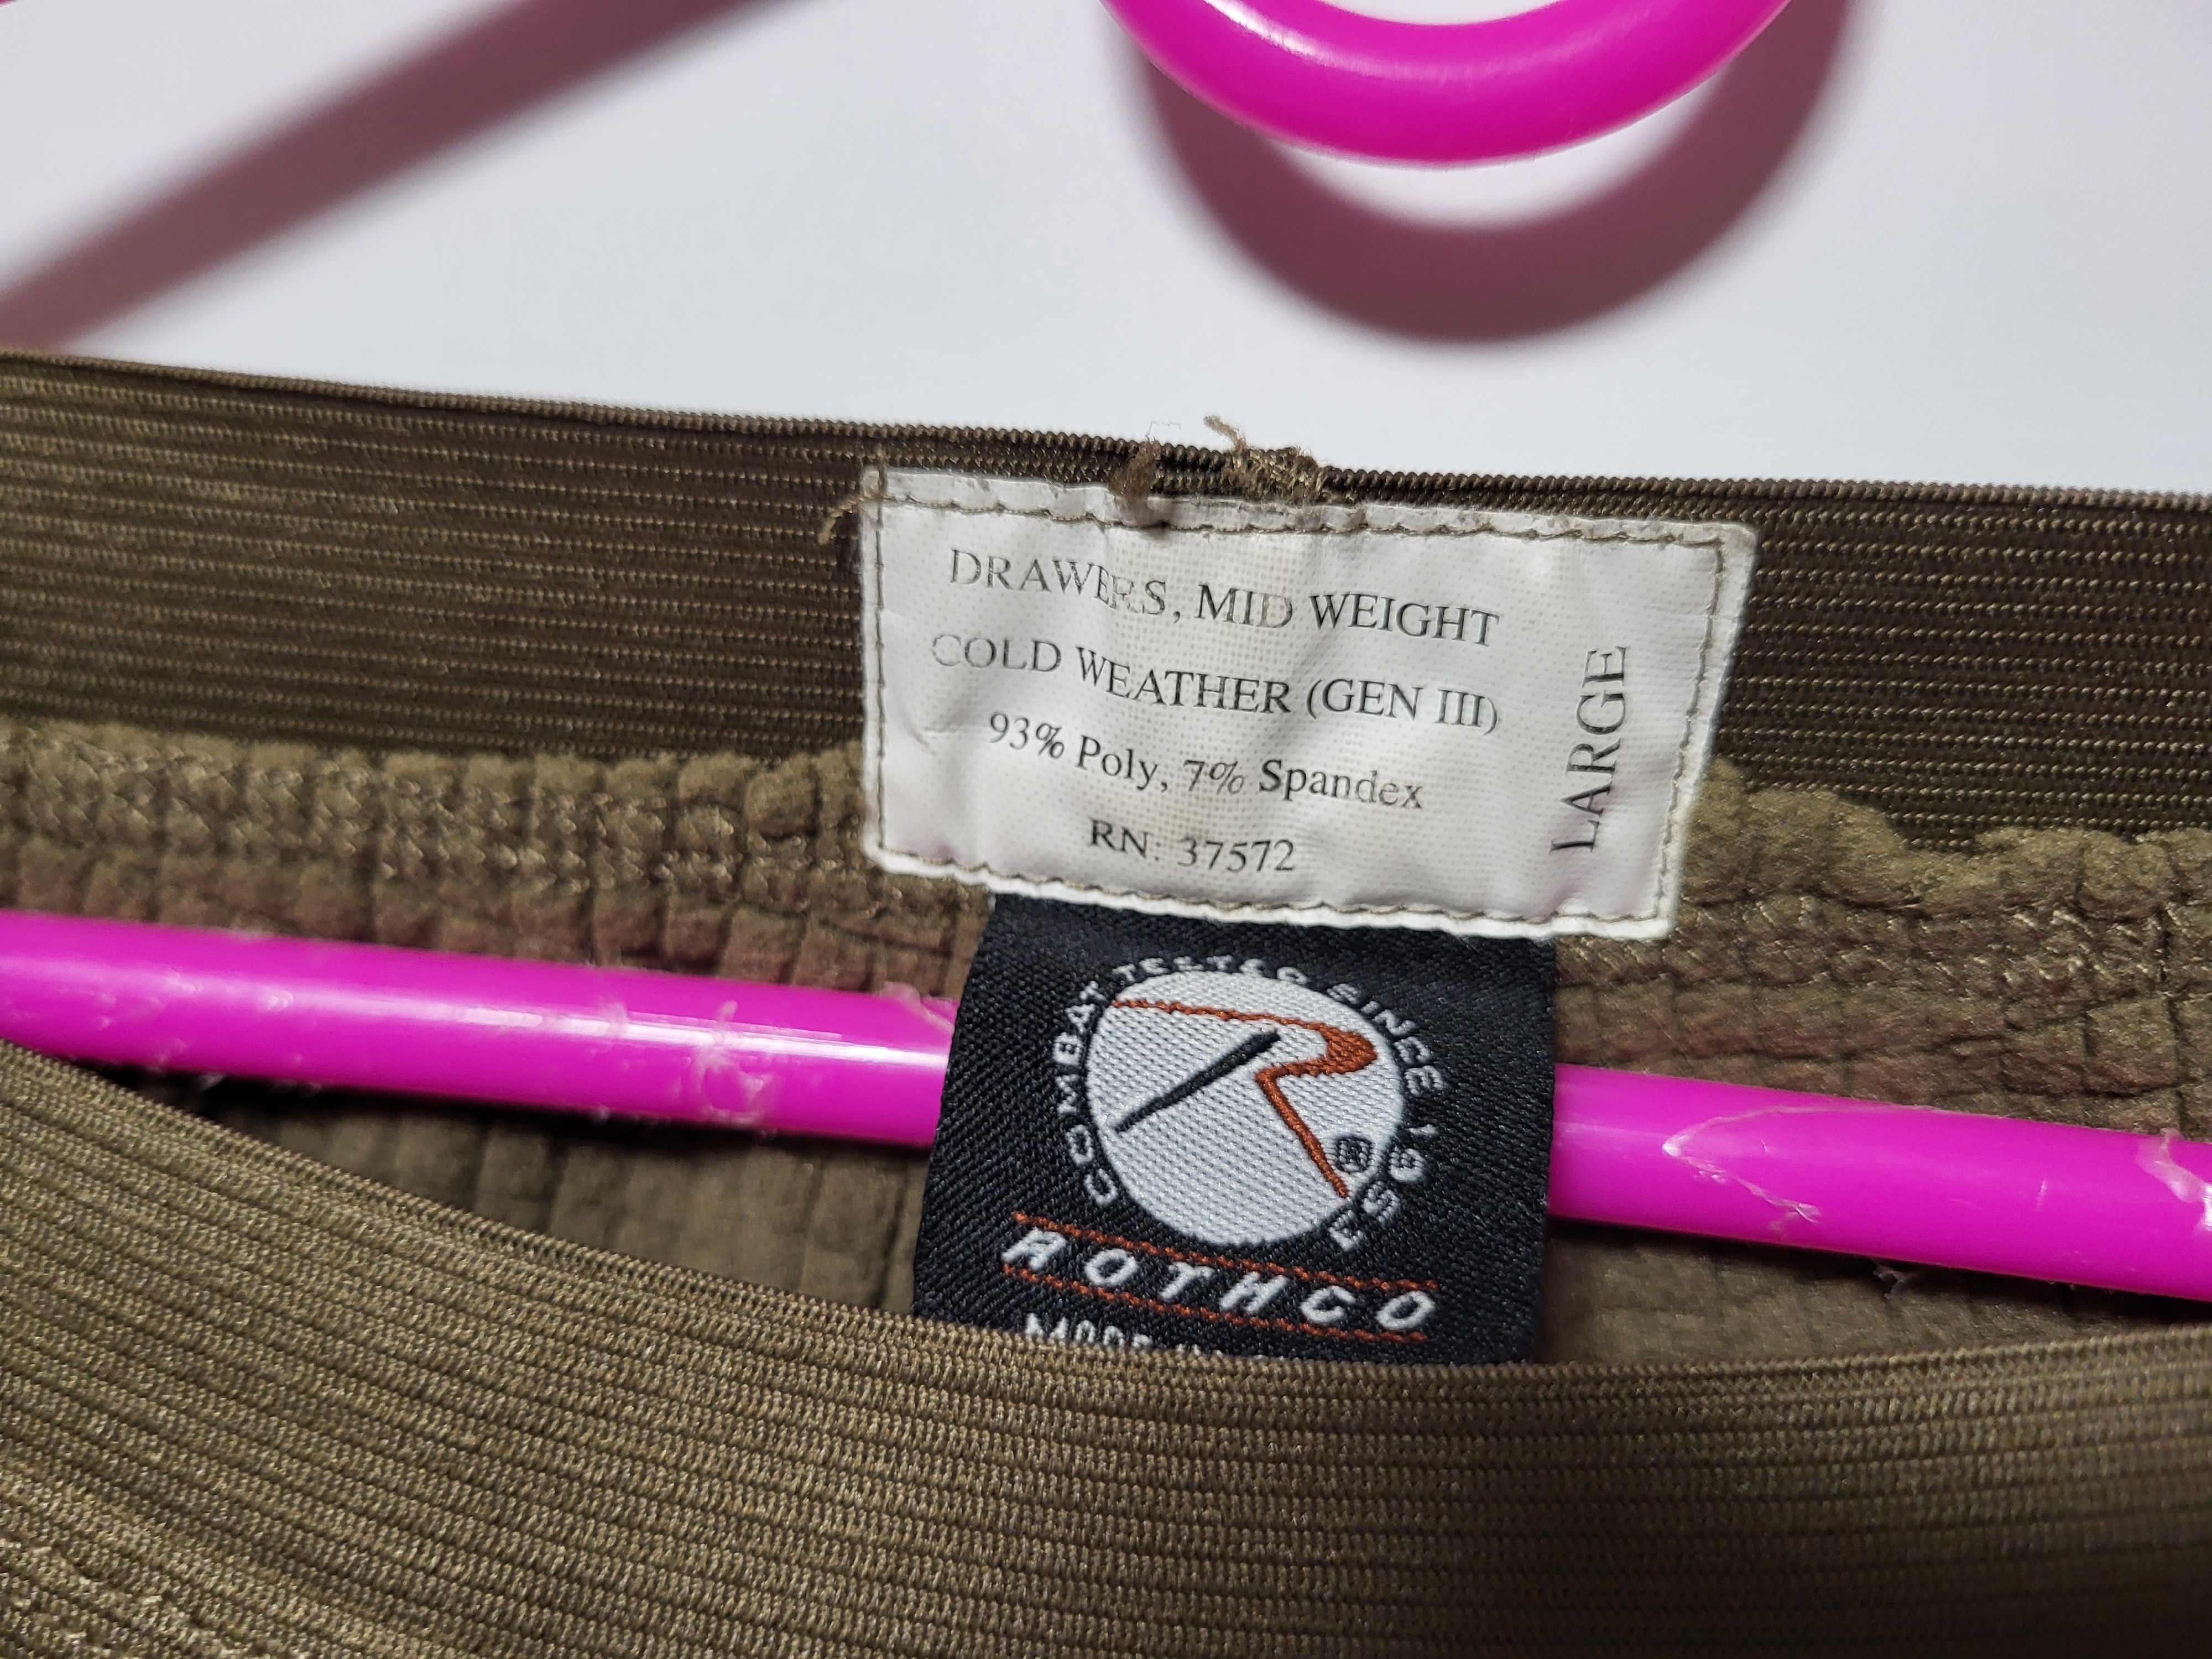 DRAWERS, MID WEIGHT
COLD WEATHER (GEN III)
93% Poly, 7% Spandex
RN: 37572
LARGE
COMBAT TESTED SINCE 1953
R
®
ROTHCO